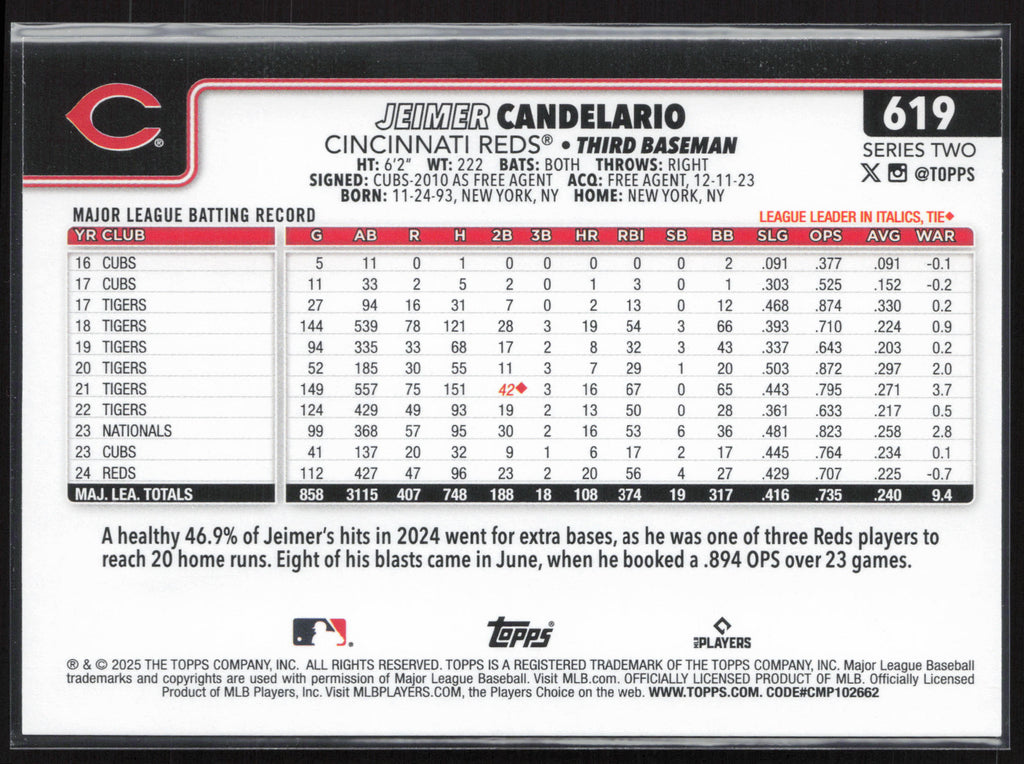 JEIMER CANDELARIO
619
CINCINNATI REDS® • THIRD BASEMAN
SERIES TWO
HT: 6'2" WT: 222 BATS: BOTH THROWS: RIGHT
@TOPPS
SIGNED: CUBS-2010 AS FREE AGENT ACQ: FREE AGENT, 12-11-23
BORN: 11-24-93, NEW YORK, NY HOME: NEW YORK, NY
MAJOR LEAGUE BATTING RECORD
LEAGUE LEADER IN ITALICS, TIE◆
YR CLUB G AB R H 2B 3B HR RBI SB BB SLG OPS AVG WAR
16 CUBS 5 11 0 1 0 0 0 0 0 2 .091 .377 .091 -0.1
17 CUBS 11 33 2 5 2 0 1 3 0 1 .303 .525 .152 -0.2
17 TIGERS 27 94 16 31 7 0 2 13 0 12 .468 .874 .330 0.2
18 TIGERS 144 539 78 121 28 3 19 54 3 66 .393 .710 .224 0.9
19 TIGERS 94 335 33 68 17 2 8 32 3 43 .337 .643 .203 0.2
20 TIGERS 52 185 30 55 11 3 7 29 1 20 .503 .872 .297 2.0
21 TIGERS 149 557 75 151 42◆ 3 16 67 0 65 .443 .795 .271 3.7
22 TIGERS 124 429 49 93 19 2 13 50 0 28 .361 .633 .217 0.5
23 NATIONALS 99 368 57 95 30 2 16 53 6 36 .481 .823 .258 2.8
23 CUBS 41 137 20 32 9 1 6 17 2 17 .445 .764 .234 0.1
24 REDS 112 427 47 96 23 2 20 56 4 27 .429 .707 .225 -0.7
MAJ. LEA. TOTALS 858 3115 407 748 188 18 108 374 19 317 .416 .735 .240 9.4
A healthy 46.9% of Jeimer's hits in 2024 went for extra bases, as he was one of three Reds players to
reach 20 home runs. Eight of his blasts came in June, when he booked a .894 OPS over 23 games.
Topps®
MLB PLAYERS
® & © 2025 THE TOPPS COMPANY, INC. ALL RIGHTS RESERVED. TOPPS IS A REGISTERED TRADEMARK OF THE TOPPS COMPANY, INC. Major League Baseball
trademarks and copyrights are used with permission of Major League Baseball. Visit MLB.com. OFFICIALLY LICENSED PRODUCT OF MLB. Officially Licensed
Product of MLB Players, Inc. Visit MLBPLAYERS.COM, the Players Choice on the web. WWW.TOPPS.COM. CODE#CMP102662